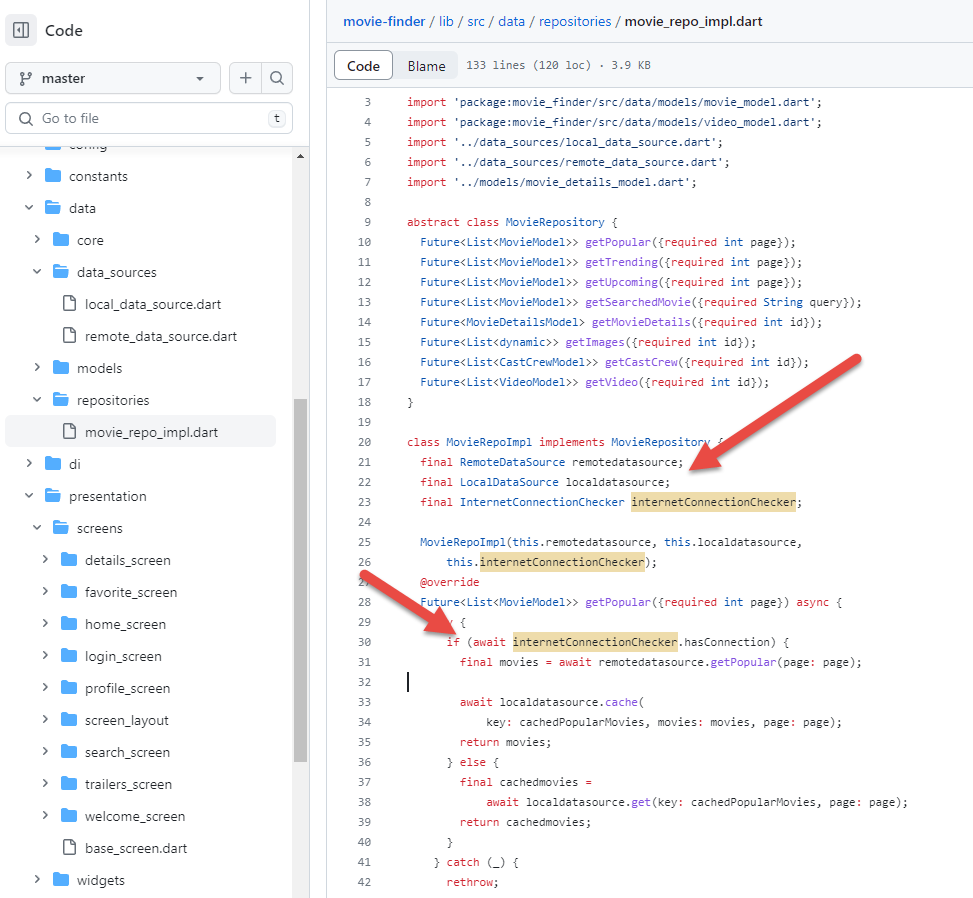 Code
master
Go to file
t
config
constants
data
core
data_sources
local_data_source.dart
remote_data_source.dart
models
repositories
movie_repo_impl.dart
di
presentation
screens
details_screen
favorite_screen
home_screen
login_screen
profile_screen
screen_layout
search_screen
trailers_screen
welcome_screen
base_screen.dart
widgets
movie-finder / lib / src / data / repositories / movie_repo_impl.dart
Code Blame 133 lines (120 loc) · 3.9 KB
3 import 'package:movie_finder/src/data/models/movie_model.dart';
4 import 'package:movie_finder/src/data/models/video_model.dart';
5 import '../data_sources/local_data_source.dart';
6 import '../data_sources/remote_data_source.dart';
7 import '../models/movie_details_model.dart';
8
9 abstract class MovieRepository {
10 Future<List<MovieModel>> getPopular({required int page});
11 Future<List<MovieModel>> getTrending({required int page});
12 Future<List<MovieModel>> getUpcoming({required int page});
13 Future<List<MovieModel>> getSearchedMovie({required String query});
14 Future<MovieDetailsModel> getMovieDetails({required int id});
15 Future<List<dynamic>> getImages({required int id});
16 Future<List<CastCrewModel>> getCastCrew({required int id});
17 Future<List<VideoModel>> getVideo({required int id});
18 }
19
20 class MovieRepoImpl implements MovieRepository {
21 final RemoteDataSource remotedatasource;
22 final LocalDataSource localdatasource;
23 final InternetConnectionChecker internetConnectionChecker;
24
25 MovieRepoImpl(this.remotedatasource, this.localdatasource,
26 this.internetConnectionChecker);
27 @override
28 Future<List<MovieModel>> getPopular({required int page}) async {
29 {
30 if (await internetConnectionChecker.hasConnection) {
31 final movies = await remotedatasource.getPopular(page: page);
32
33 await localdatasource.cache(
34 key: cachedPopularMovies, movies: movies, page: page);
35 return movies;
36 } else {
37 final cachedmovies =
38 await localdatasource.get(key: cachedPopularMovies, page: page);
39 return cachedmovies;
40 }
41 } catch (_) {
42 rethrow;